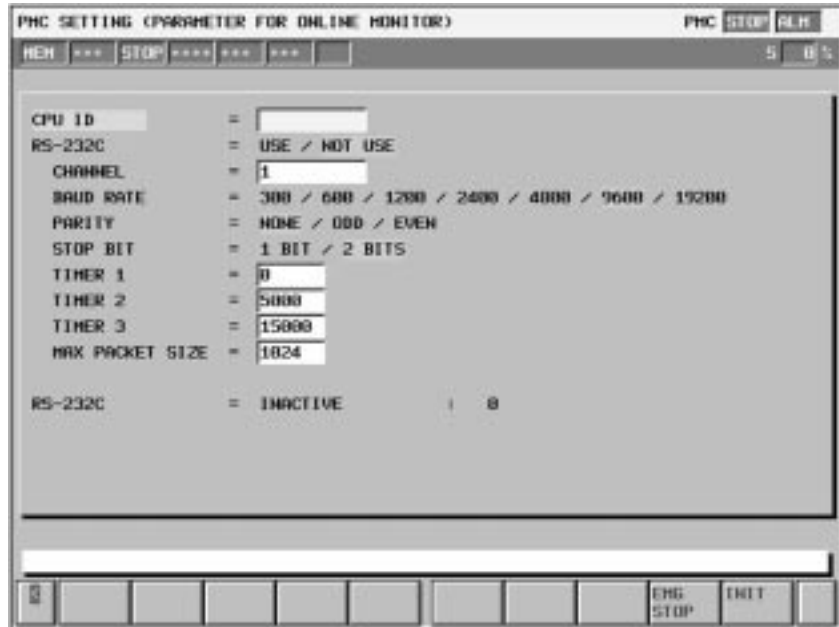 PMC SETTING (PARAMETER FOR ONLINE MONITOR) PMC STOP ALM
MEM *** STOP **** *** *** S 0 %
CPU ID =
RS-232C = USE / NOT USE
CHANNEL = 1
BAUD RATE = 300 / 600 / 1200 / 2400 / 4800 / 9600 / 19200
PARITY = NONE / ODD / EVEN
STOP BIT = 1 BIT / 2 BITS
TIMER 1 = 0
TIMER 2 = 5000
TIMER 3 = 15000
MAX PACKET SIZE = 1024
RS-232C = INACTIVE : 0
EMG STOP INIT